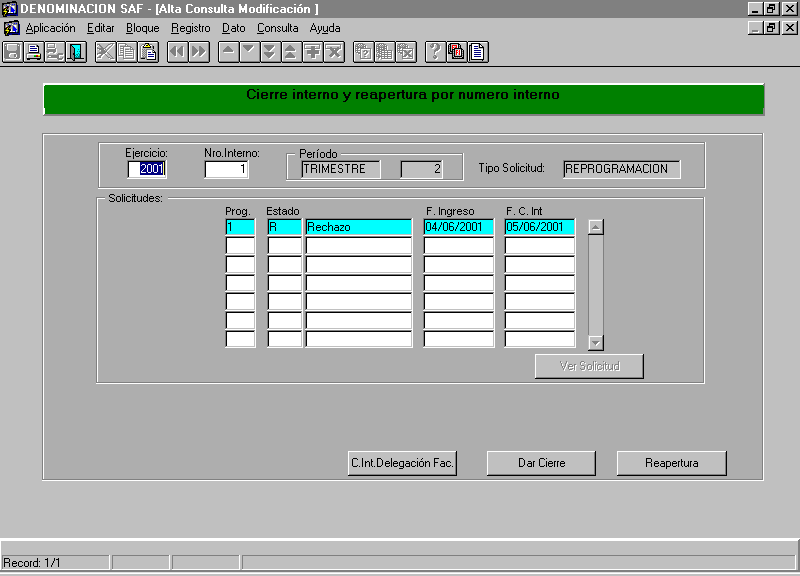 DENOMINACION SAF - [Alta Consulta Modificación ]
Aplicación Editar Bloque Registro Dato Consulta Ayuda
Cierre interno y reapertura por numero interno
Ejercicio: Nro.Interno: Período
2001 1 TRIMESTRE 2 Tipo Solicitud: REPROGRAMACION
Solicitudes:
Prog. Estado F. Ingreso F. C. Int
1 R Rechazo 04/06/2001 05/06/2001
Ver Solicitud
C.Int.Delegación Fac. Dar Cierre Reapertura
Record: 1/1